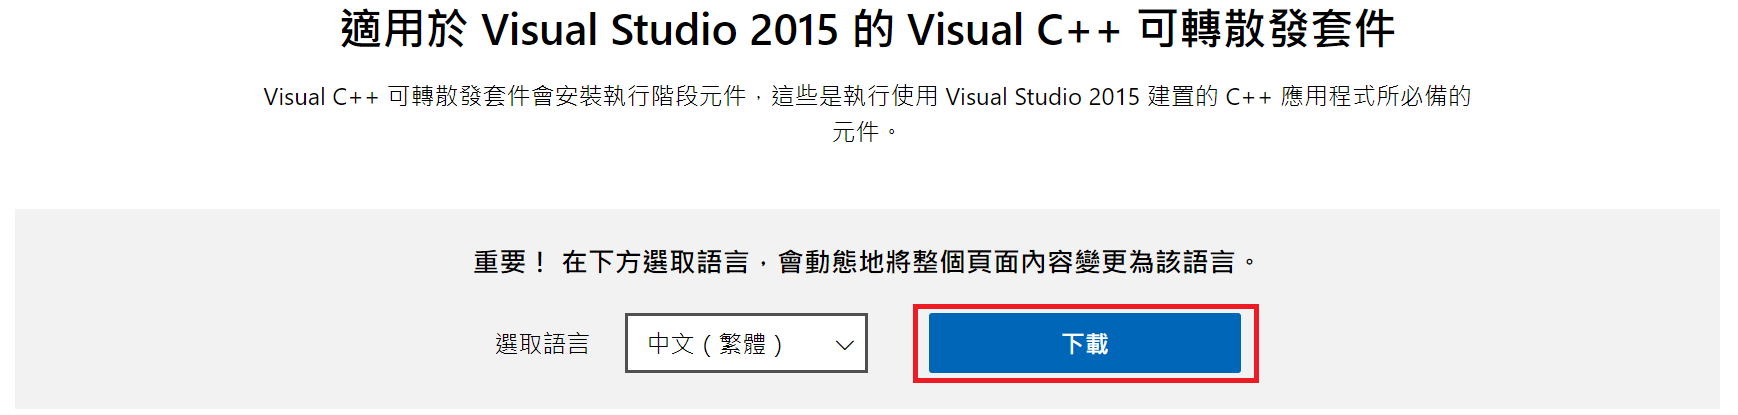 適用於 Visual Studio 2015 的 Visual C++ 可轉散發套件
Visual C++ 可轉散發套件會安裝執行階段元件，這些是執行使用 Visual Studio 2015 建置的 C++ 應用程式所必備的
元件。
重要！ 在下方選取語言，會動態地將整個頁面內容變更為該語言。
選取語言 中文（繁體） 下載